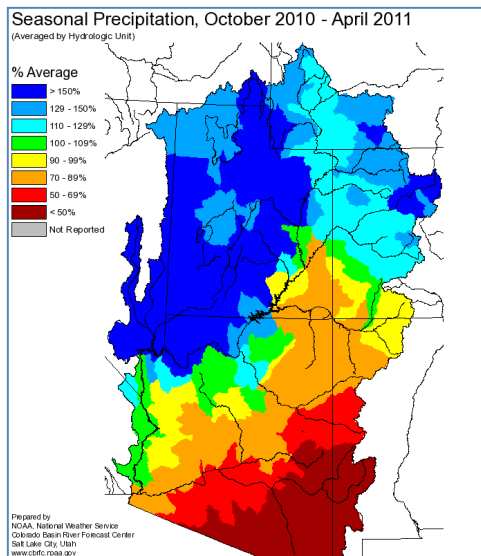 Seasonal Precipitation, October 2010 - April 2011
(Averaged by Hydrologic Unit)
% Average
> 150%
129 - 150%
110 - 129%
100 - 109%
90 - 99%
70 - 89%
50 - 69%
< 50%
Not Reported
Prepared by
NOAA, National Weather Service
Colorado Basin River Forecast Center
Salt Lake City, Utah
www.cbrfc.noaa.gov